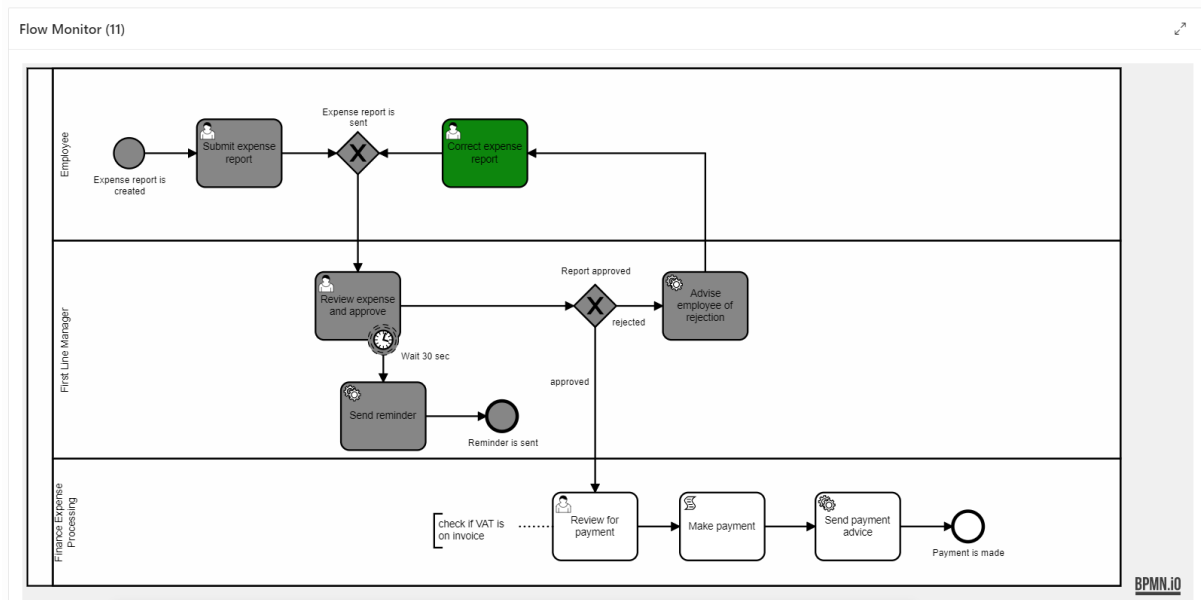 Flow Monitor (11)
Employee
Expense report is
created
Submit expense
report
Expense report is
sent
X
Correct expense
report
First Line Manager
Review expense
and approve
Wait 30 sec
Send reminder
Reminder is sent
Report approved
X
rejected
approved
Advise
employee of
rejection
Finance Expense
Processing
check if VAT is
on invoice
Review for
payment
Make payment
Send payment
advice
Payment is made
BPMN.iO